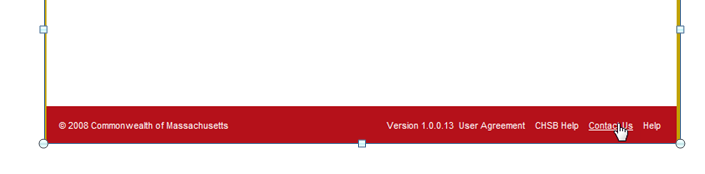 © 2008 Commonwealth of Massachusetts Version 1.0.0.13 User Agreement CHSB Help Contact Us Help